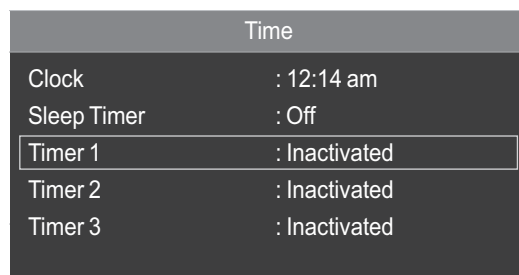 Time
Clock : 12:14 am
Sleep Timer : Off
Timer 1 : Inactivated
Timer 2 : Inactivated
Timer 3 : Inactivated